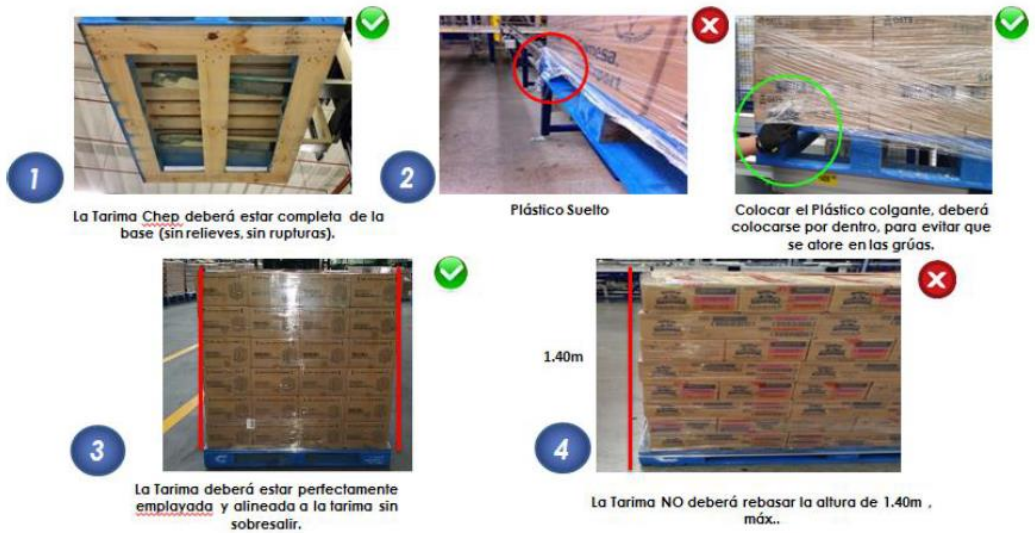 1
La Tarima Chep deberá estar completa de la
base (sin relieves, sin rupturas).
2
Plástico Suelto
Colocar el Plástico colgante, deberá
colocarse por dentro, para evitar que
se atore en las grúas.
3
La Tarima deberá estar perfectamente
emplayada y alineada a la tarima sin
sobresalir.
1.40m
4
La Tarima NO deberá rebasar la altura de 1.40m ,
máx..